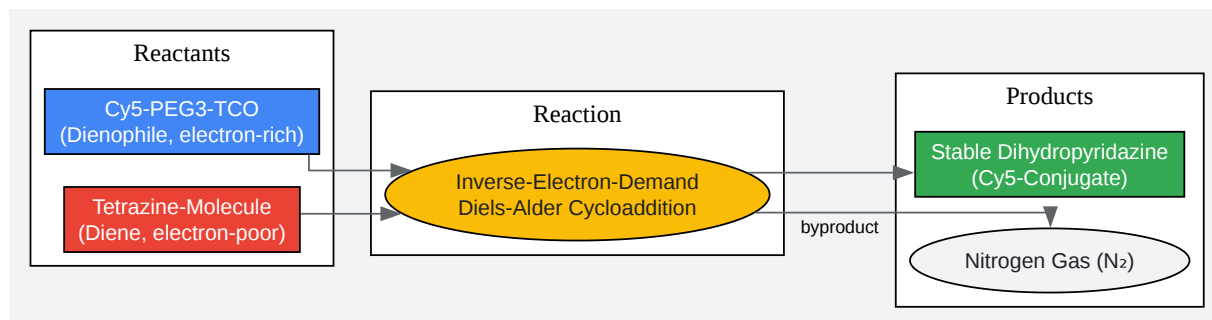 Reactants
Cy5-PEG3-TCO
(Dienophile, electron-rich)
Tetrazine-Molecule
(Diene, electron-poor)
Reaction
Inverse-Electron-Demand
Diels-Alder Cycloaddition
byproduct
Products
Stable Dihydropyridazine
(Cy5-Conjugate)
Nitrogen Gas (N₂)